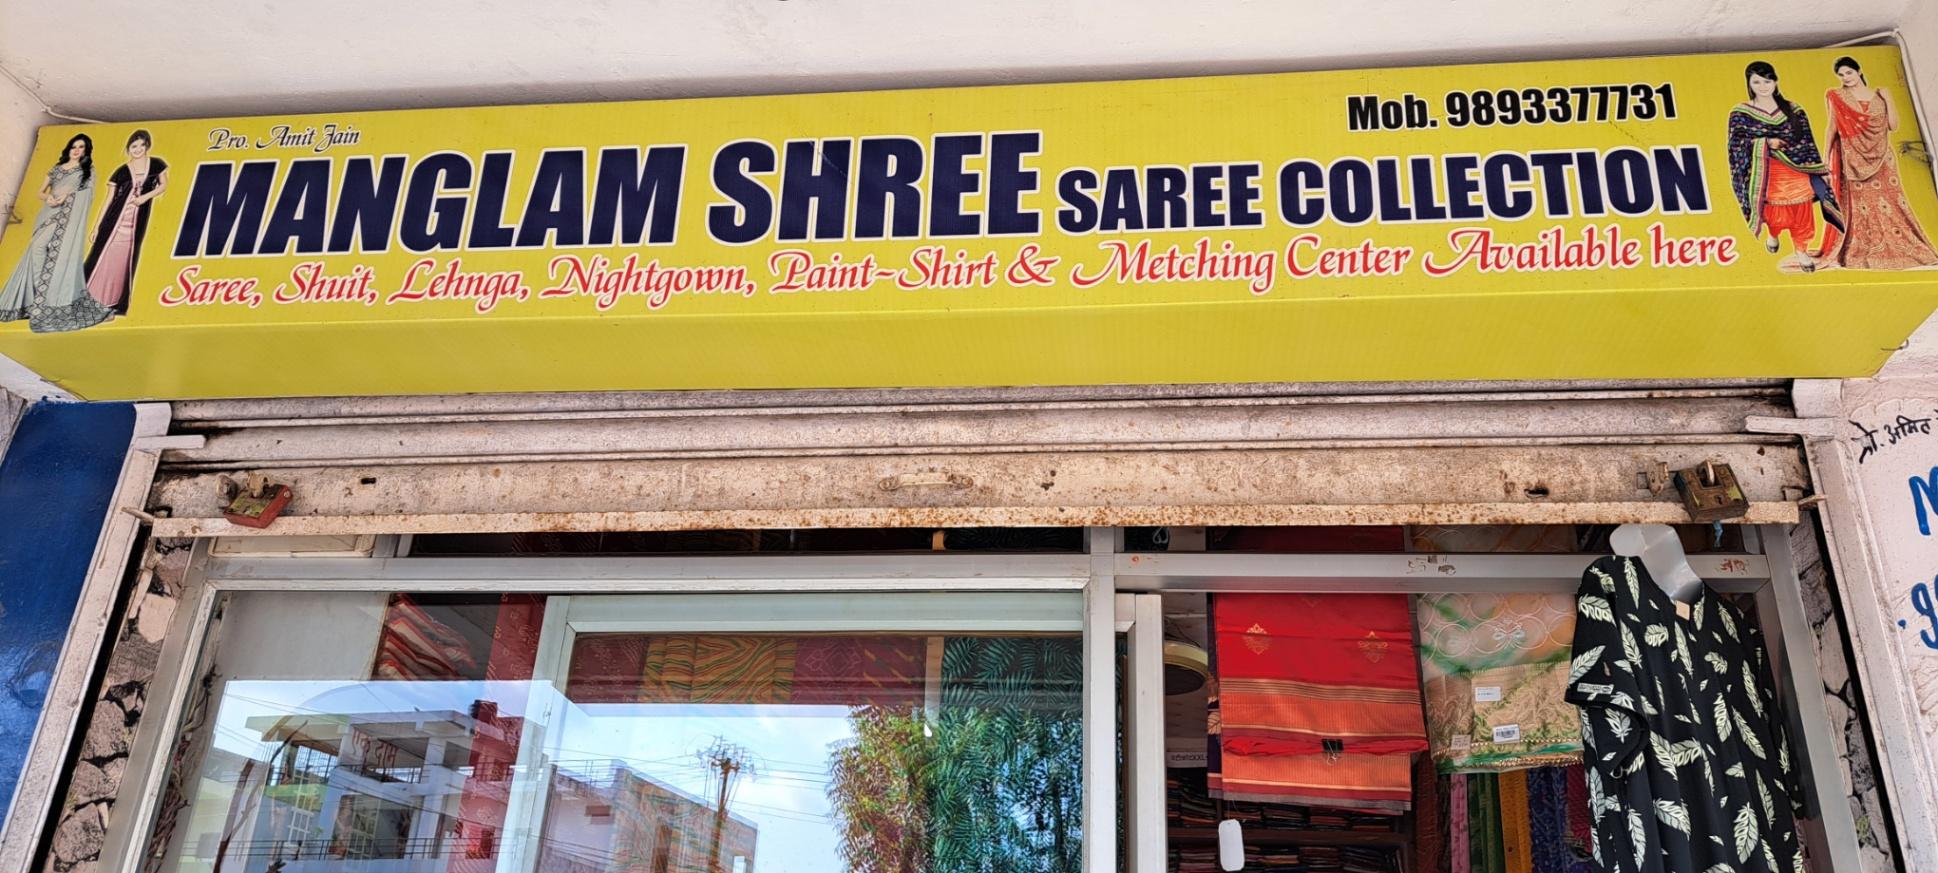 Pro. Amit Jain
Mob. 9893377731
MANGLAM SHREE SAREE COLLECTION
Saree, Shuit, Lehnga, Nightgown, Paint~Shirt & Metching Center Available here
प्रो. अमित